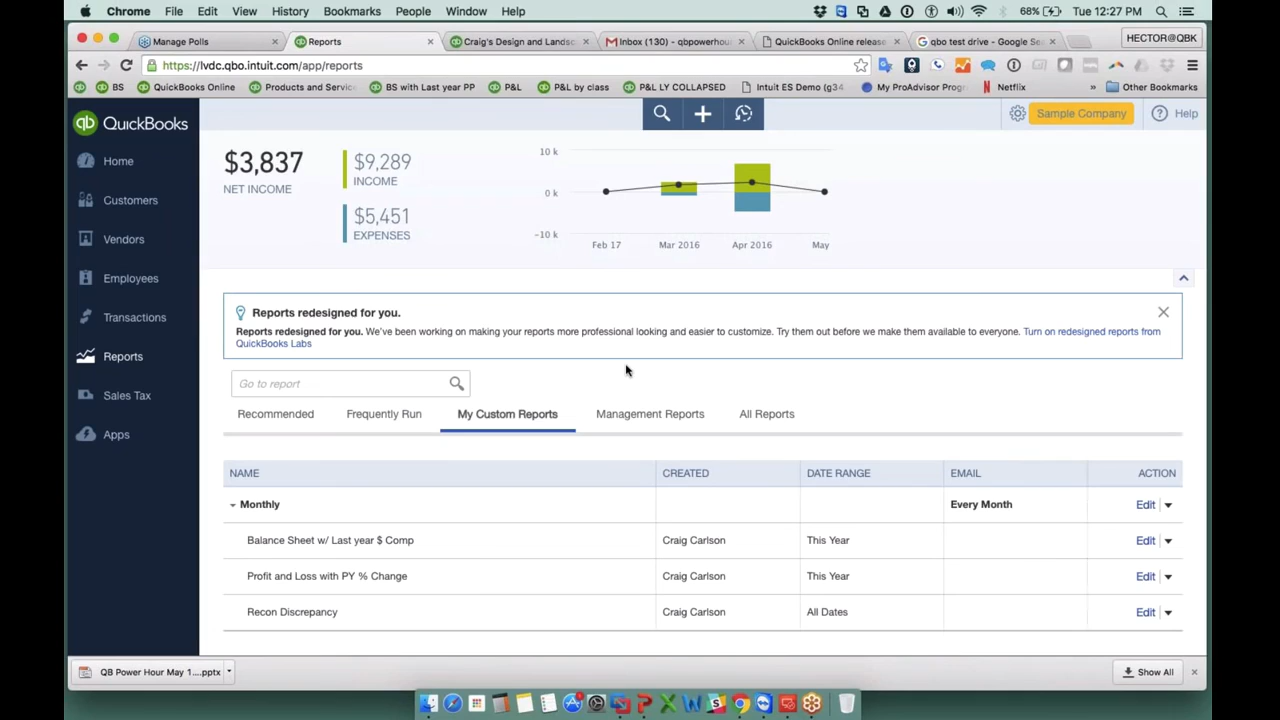 Chrome File Edit View History Bookmarks People Window Help 68% Tue 12:27 PM
Manage Polls Reports Craig's Design and Landsc Inbox (130) - qbpowerhou QuickBooks Online release qbo test drive - Google Se HECTOR@QBK
https://lvdc.qbo.intuit.com/app/reports
BS QuickBooks Online Products and Servic BS with Last year PP P&L P&L by class P&L LY COLLAPSED Intuit ES Demo (g34 My ProAdvisor Prog Netflix » Other Bookmarks
qb QuickBooks Sample Company Help
Home
Customers
Vendors
Employees
Transactions
Reports
Sales Tax
Apps
$3,837
NET INCOME
$9,289
INCOME
$5,451
EXPENSES
10 k
0 k
-10 k
Feb 17 Mar 2016 Apr 2016 May
Reports redesigned for you.
Reports redesigned for you. We've been working on making your reports more professional looking and easier to customize. Try them out before we make them available to everyone. Turn on redesigned reports from
QuickBooks Labs
Go to report
Recommended Frequently Run My Custom Reports Management Reports All Reports
NAME CREATED DATE RANGE EMAIL ACTION
Monthly Every Month Edit
Balance Sheet w/ Last year $ Comp Craig Carlson This Year Edit
Profit and Loss with PY % Change Craig Carlson This Year Edit
Recon Discrepancy Craig Carlson All Dates Edit
QB Power Hour May 1....pptx Show All